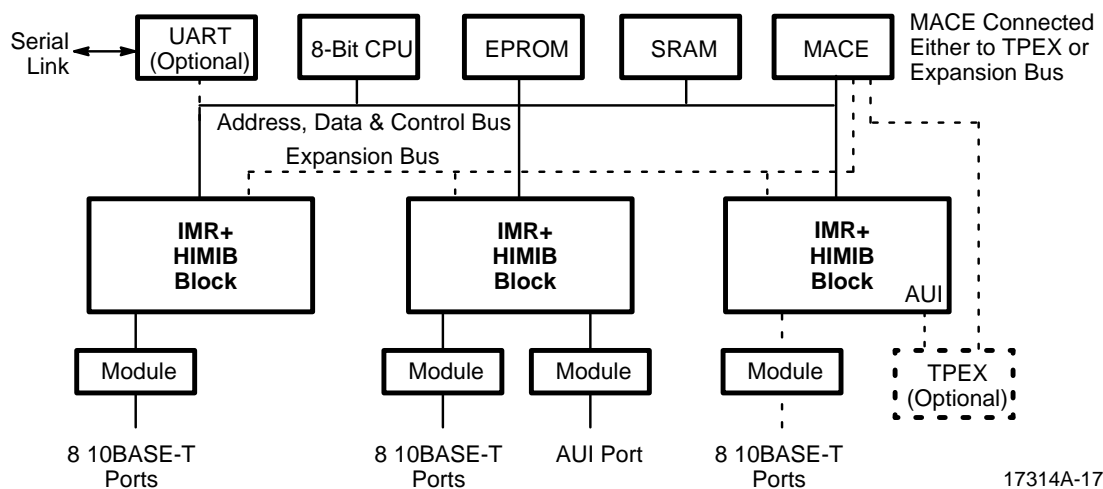 Serial
Link
UART
(Optional)
8-Bit CPU
EPROM
SRAM
MACE
MACE Connected
Either to TPEX or
Expansion Bus
Address, Data & Control Bus
Expansion Bus
IMR+
HIMIB
Block
IMR+
HIMIB
Block
IMR+
HIMIB
Block
AUI
Module
Module
Module
Module
TPEX
(Optional)
8 10BASE-T
Ports
8 10BASE-T
Ports
AUI Port
8 10BASE-T
Ports
17314A-17